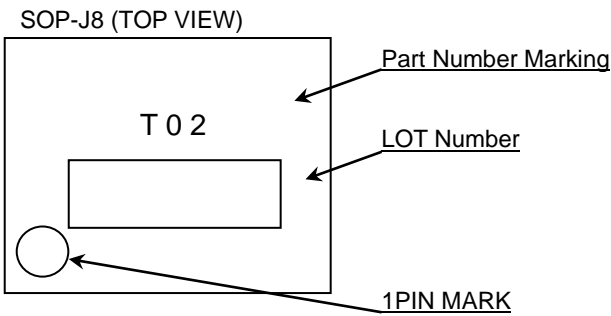 SOP-J8 (TOP VIEW)
Part Number Marking
T 0 2
LOT Number
1PIN MARK